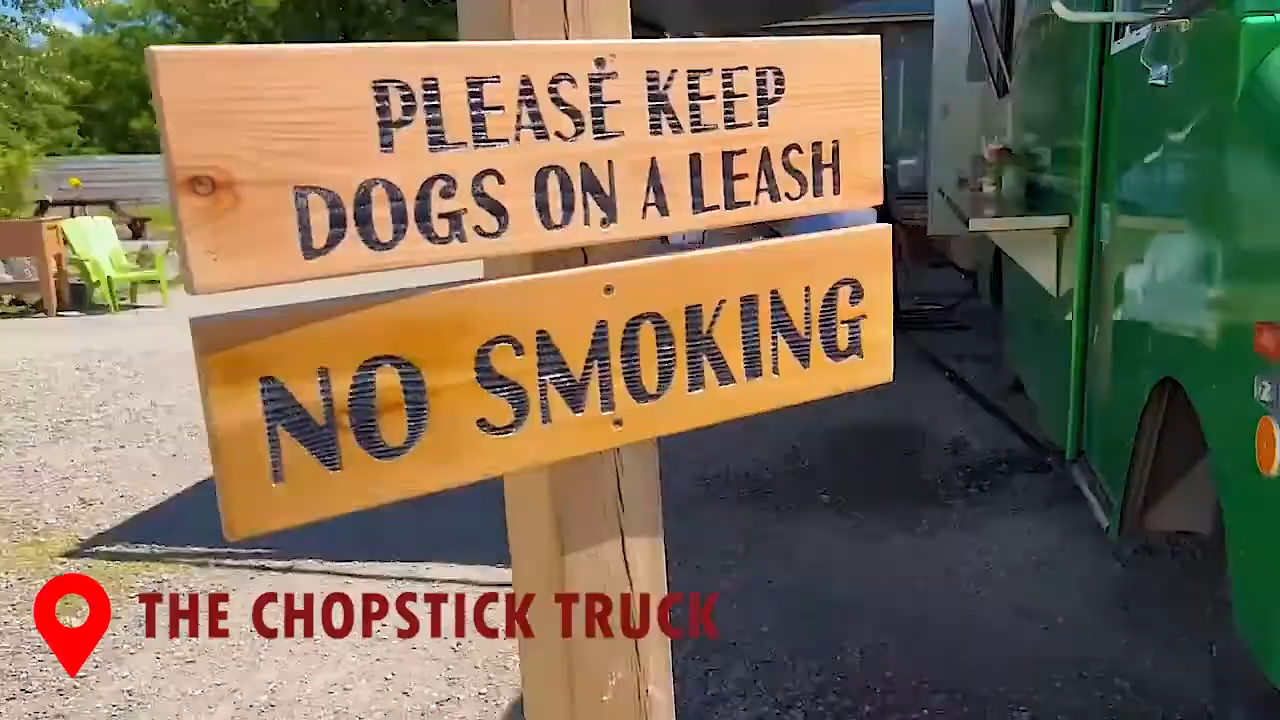 PLEASE KEEP
DOGS ON A LEASH
NO SMOKING
THE CHOPSTICK TRUCK